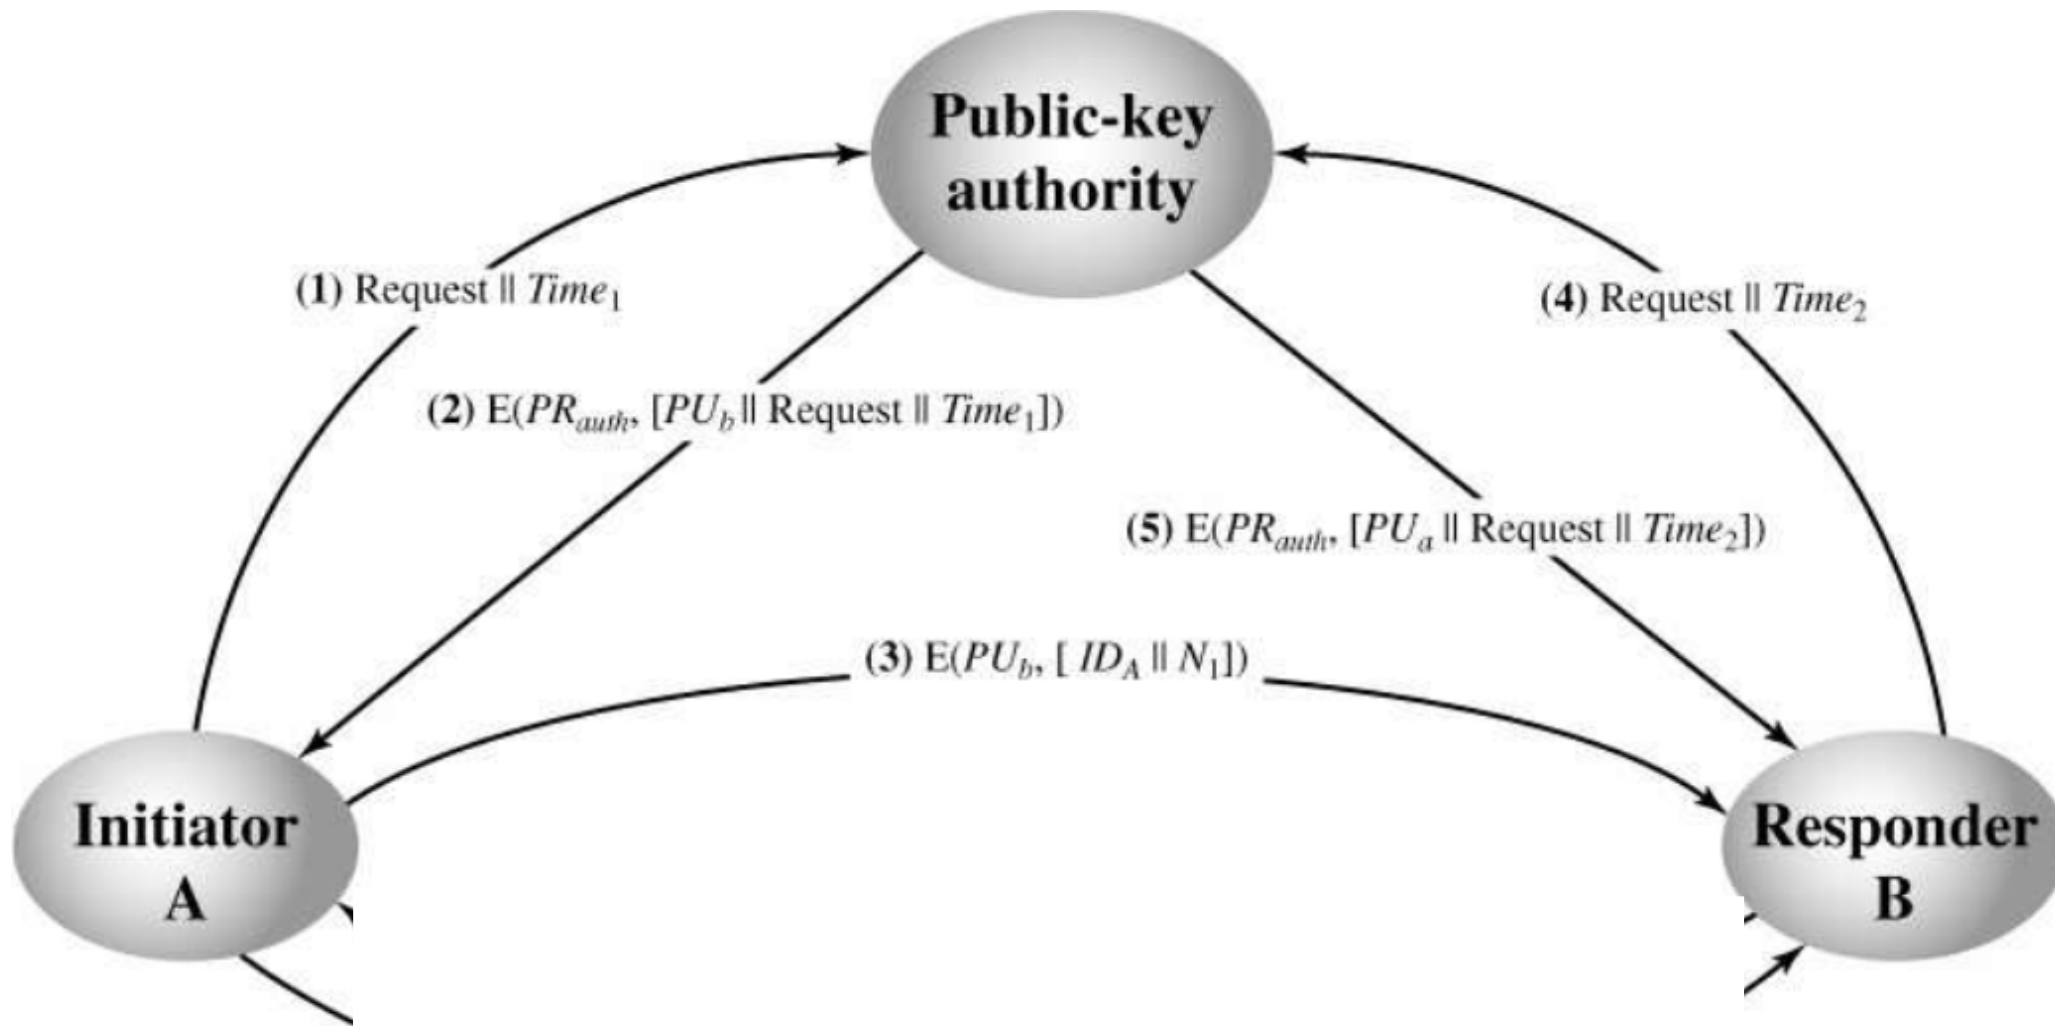 Public-key
authority
(1) Request || Time₁
(4) Request || Time₂
(2) E(PR_auth, [PU_b || Request || Time₁])
(5) E(PR_auth, [PU_a || Request || Time₂])
(3) E(PU_b, [ ID_A || N₁])
Initiator
A
Responder
B